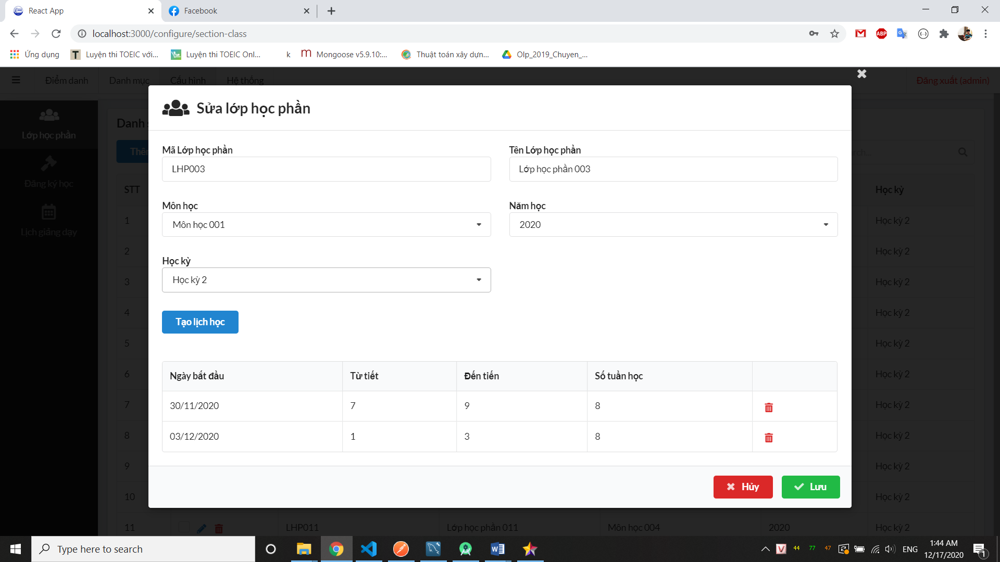 React App
Facebook
localhost:3000/configure/section-class
Ứng dụng
T Luyện thi TOEIC với...
Luyện thi TOEIC Onl...
k
m Mongoose v5.9.10:...
Thuật toán xây dựn...
Olp_2019_Chuyen_...
Điểm danh
Danh mục
Cấu hình
Hệ thống
Đăng xuất (admin)
Sửa lớp học phần
Lớp học phần
Đăng ký học
Lịch giảng dạy
Danh
Thêm
Mã Lớp học phần
LHP003
Tên Lớp học phần
Lớp học phần 003
Môn học
Môn học 001
Năm học
2020
Học kỳ
Học kỳ 2
Tạo lịch học
Ngày bắt đầu Từ tiết Đến tiến Số tuần học
30/11/2020 7 9 8
03/12/2020 1 3 8
Hủy
Lưu
STT Học kỳ
1 Học kỳ 2
2 Học kỳ 2
3 Học kỳ 2
4 Học kỳ 2
5 Học kỳ 2
6 Học kỳ 2
7 Học kỳ 2
8 Học kỳ 2
9 Học kỳ 2
10 Học kỳ 2
11 LHP011 Lớp học phần 011 Môn học 004 2020 Học kỳ 2
Type here to search
44 77 47
ENG
1:44 AM
12/17/2020
1